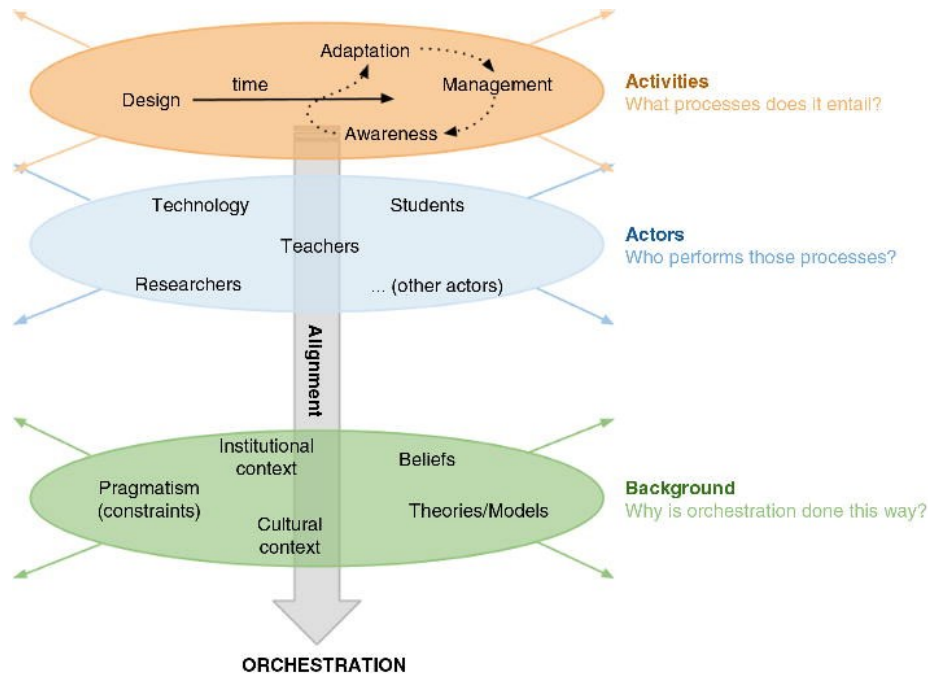 Adaptation
time
Management
Design
Awareness
Activities
What processes does it entail?
Technology
Students
Teachers
Researchers
... (other actors)
Actors
Who performs those processes?
Alignment
Institutional
context
Beliefs
Pragmatism
(constraints)
Theories/Models
Cultural
context
Background
Why is orchestration done this way?
ORCHESTRATION